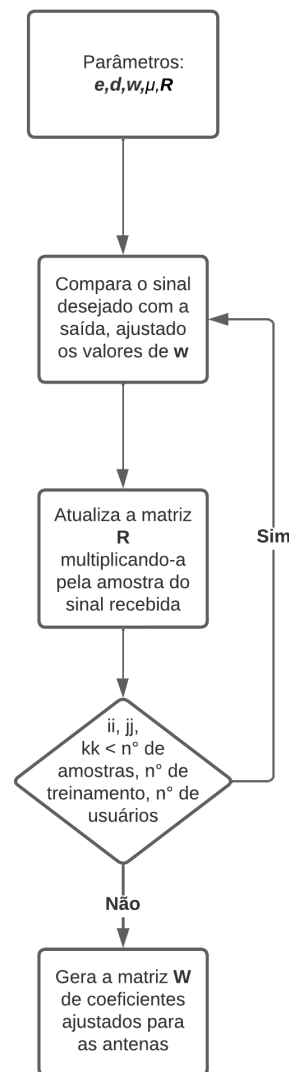 Parâmetros:
e,d,w,μ,R
Compara o sinal
desejado com a
saída, ajustado
os valores de w
Atualiza a matriz
R
multiplicando-a
pela amostra do
sinal recebida
Sim
ii, jj,
kk < n° de
amostras, n° de
treinamento, n° de
usuários
Não
Gera a matriz W
de coeficientes
ajustados para
as antenas